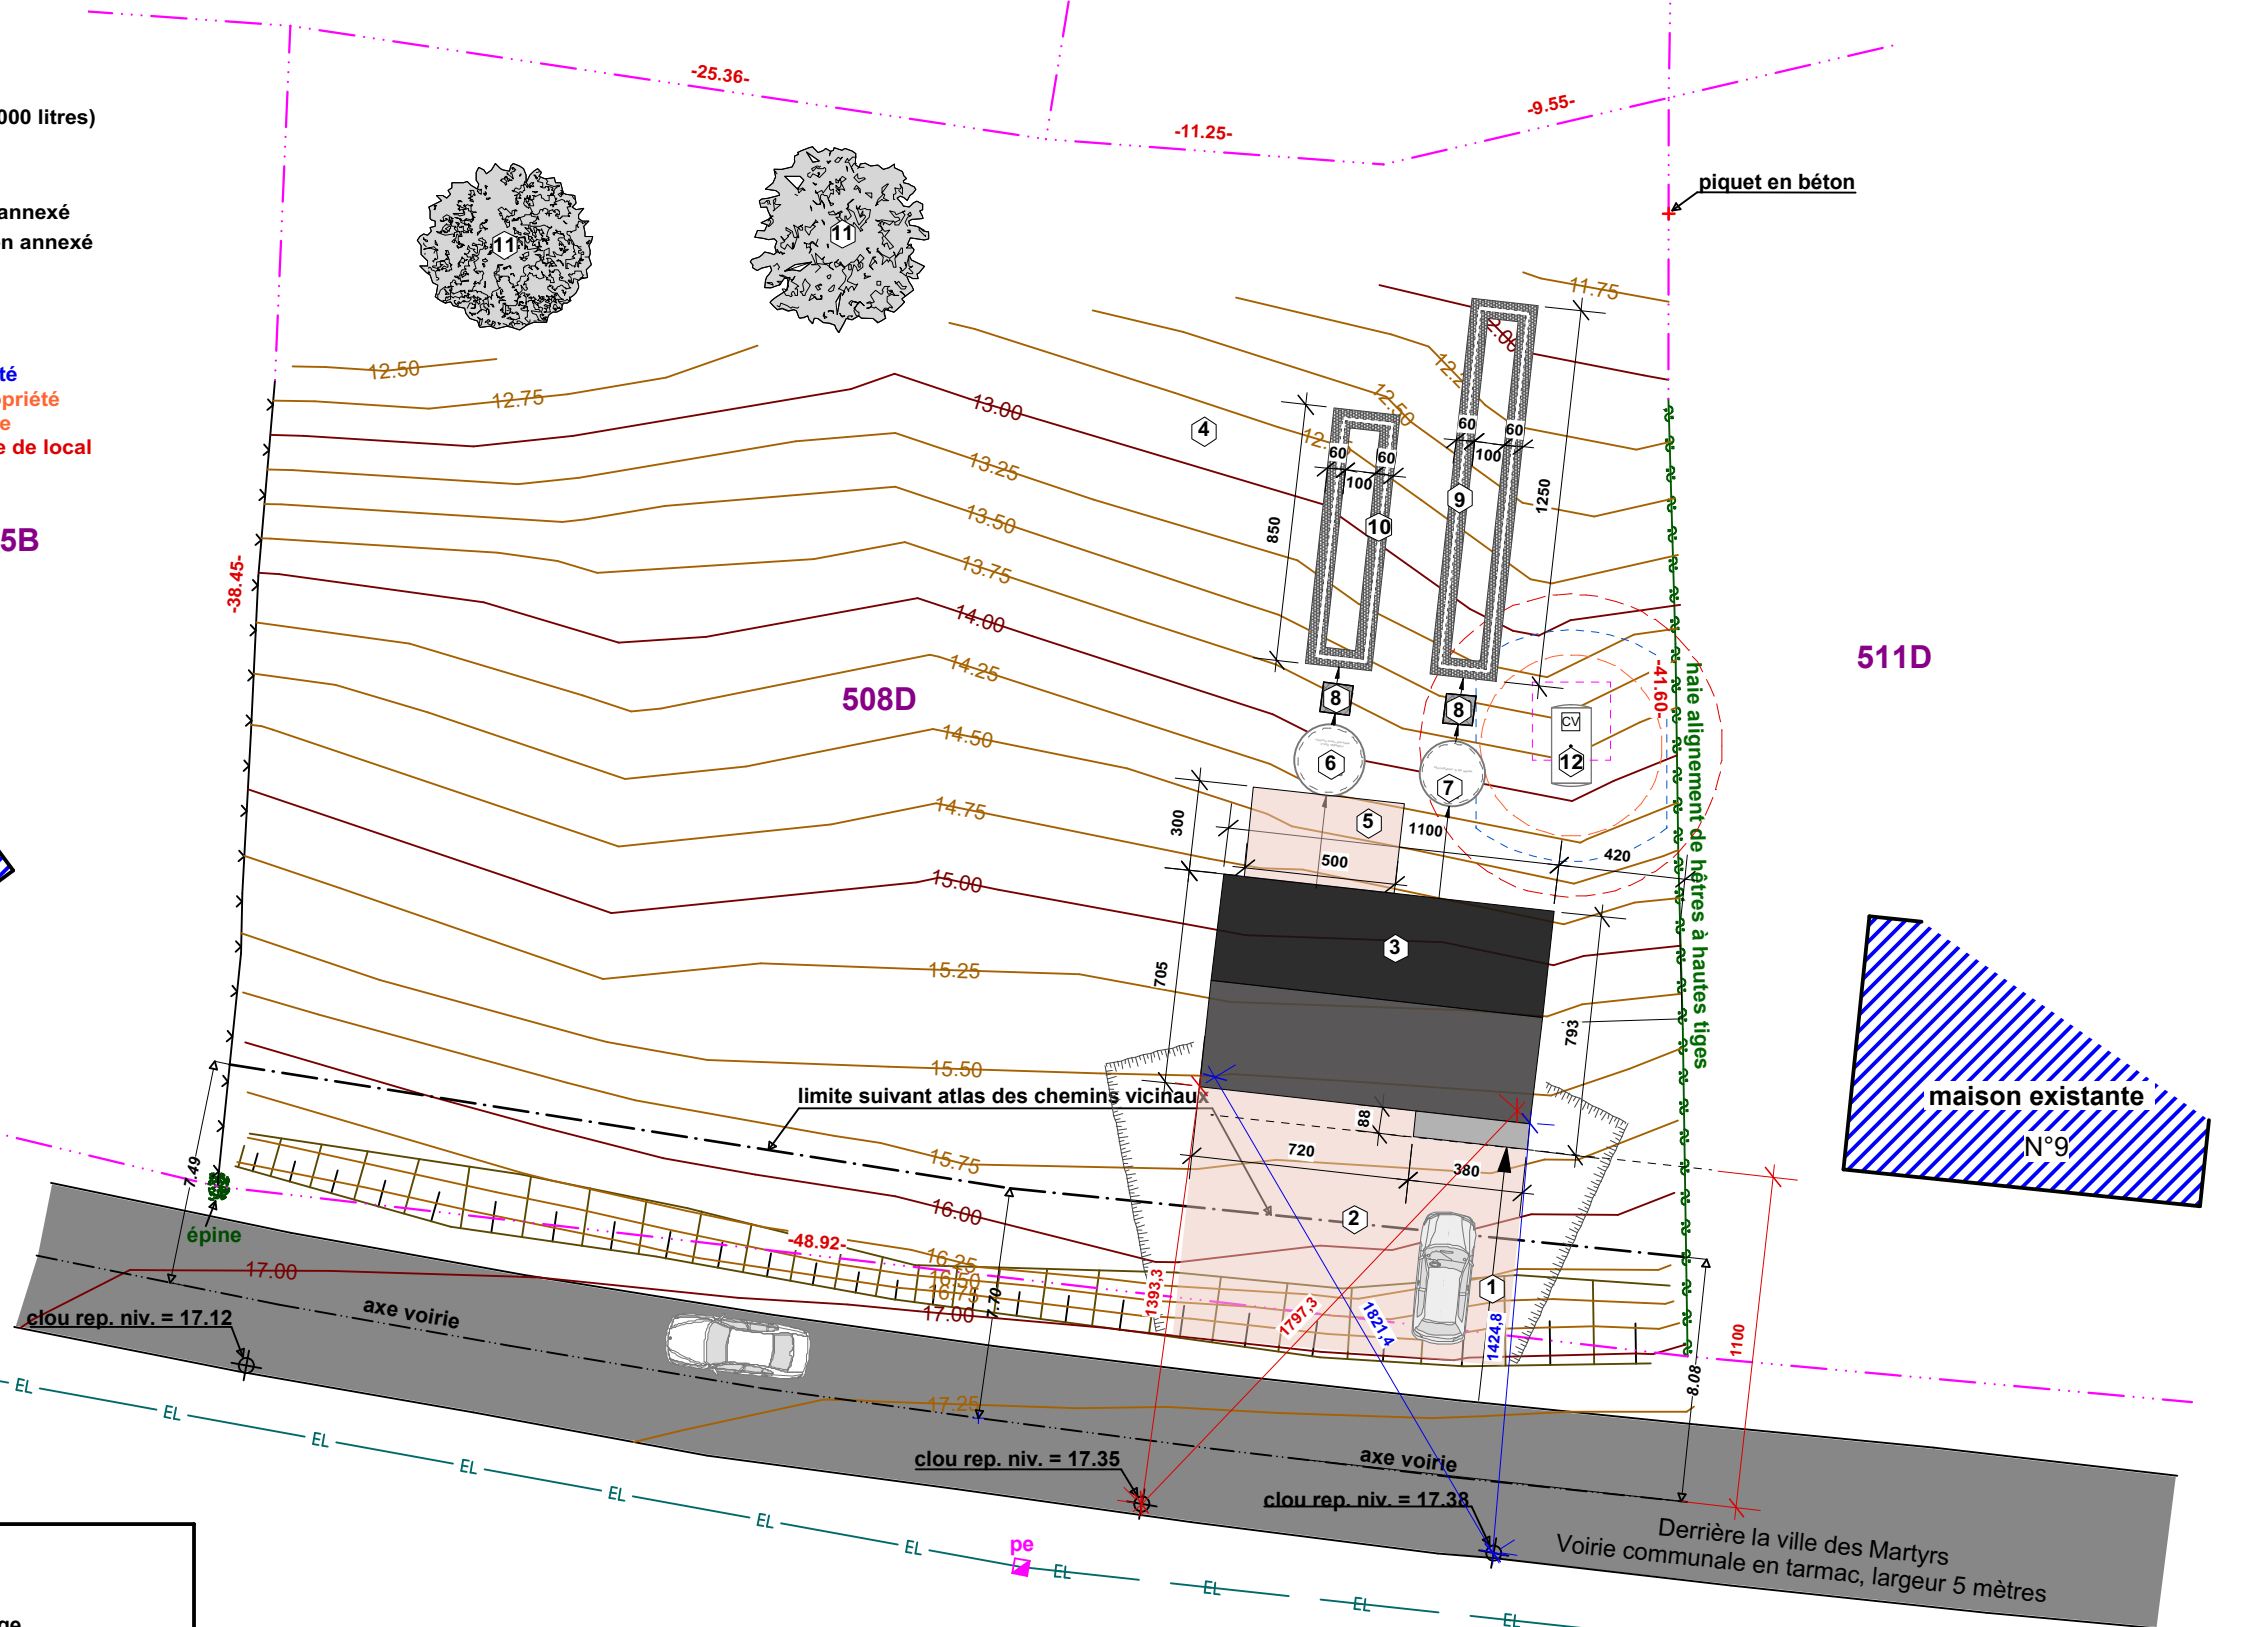 -25.36-
-11.25-
-9.55-
000 litres)
piquet en béton
annexé
n annexé
11
11
11.75
2.00
12.50
12.75
13.00
12.50
té
opriété
e
e de local
4
60
60
100
60
60
100
13.25
9
1250
10
850
13.50
5B
13.75
-38.45-
14.00
14.25
508D
511D
-41.60-
haie alignement de hêtres à hautes tiges
8
8
CV
12
6
7
14.50
14.75
300
5
1100
420
500
15.00
3
15.25
705
793
15.50
limite suivant atlas des chemins vicinaux
88
maison existante
N°9
720
380
15.75
7.49
16.00
2
épine
-48.92-
16.25
16.50
16.75
17.00
17.00
7.70
1393,3
1797,3
1821,4
1424,8
1
1100
8.08
clou rep. niv. = 17.12
axe voirie
17.25
clou rep. niv. = 17.35
axe voirie
clou rep. niv. = 17.38
Derrière la ville des Martyrs
Voirie communale en tarmac, largeur 5 mètres
EL
EL
EL
EL
EL
EL
EL
pe
EL
EL
EL
EL
ge